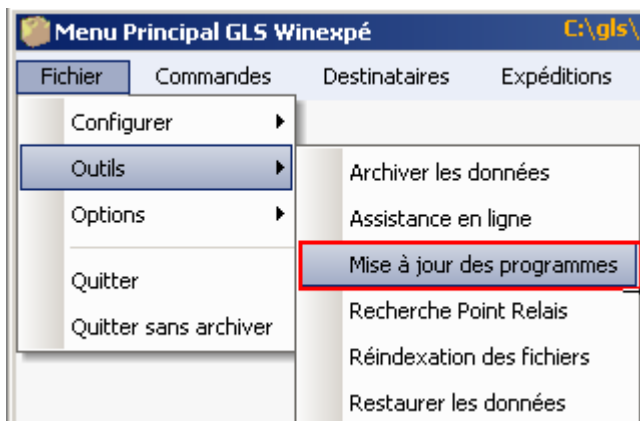 Menu Principal GLS Winexpé C:\gls\
Fichier Commandes Destinataires Expéditions
Configurer
Outils
Options
Quitter
Quitter sans archiver
Archiver les données
Assistance en ligne
Mise à jour des programmes
Recherche Point Relais
Réindexation des fichiers
Restaurer les données